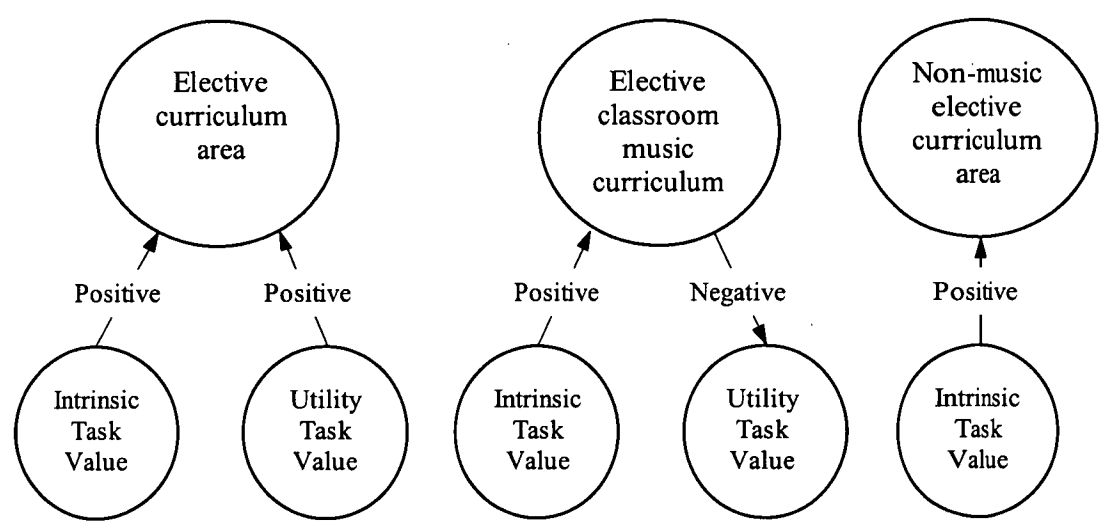 Elective
curriculum
area
Elective
classroom
music
curriculum
Non-music
elective
curriculum
area
Positive
Positive
Positive
Negative
Positive
Intrinsic
Task
Value
Utility
Task
Value
Intrinsic
Task
Value
Utility
Task
Value
Intrinsic
Task
Value